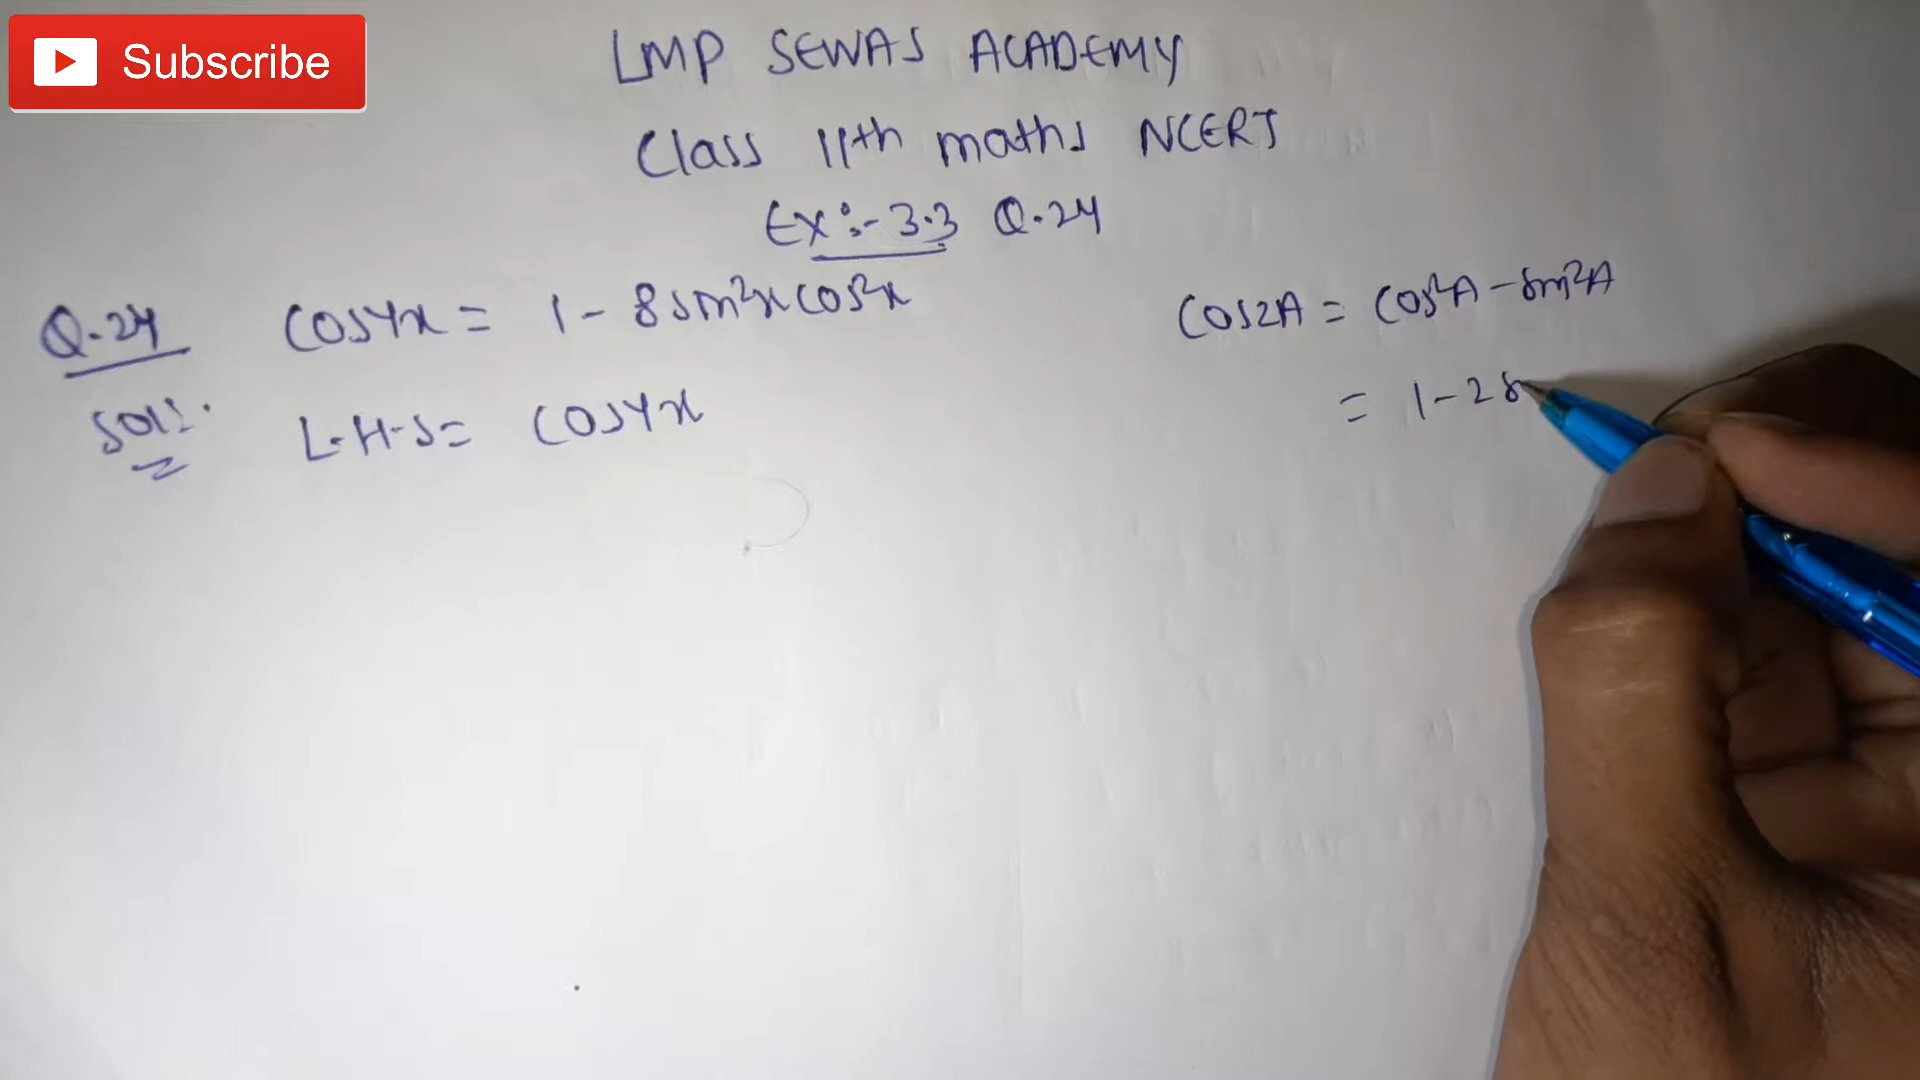 Subscribe
LMP SEWAS ACADEMY
Class 11th maths NCERT
Ex:- 3.3 Q.24
Q.24 cos4x = 1 - 8sin²x cos²x
Sol:. L.H.S = cos4x
cos2A = cos²A - sin²A
= 1 - 2s